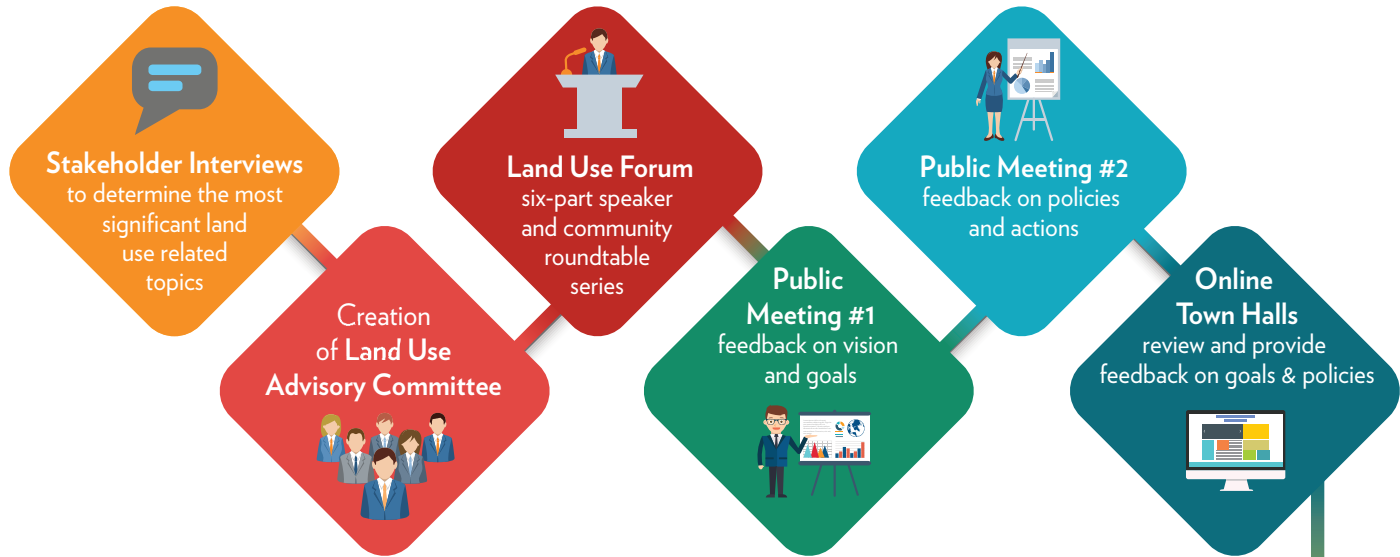 Stakeholder Interviews
to determine the most
significant land
use related
topics
Creation
of Land Use
Advisory Committee
Land Use Forum
six-part speaker
and community
roundtable
series
Public
Meeting #1
feedback on vision
and goals
Public Meeting #2
feedback on policies
and actions
Online
Town Halls
review and provide
feedback on goals & policies